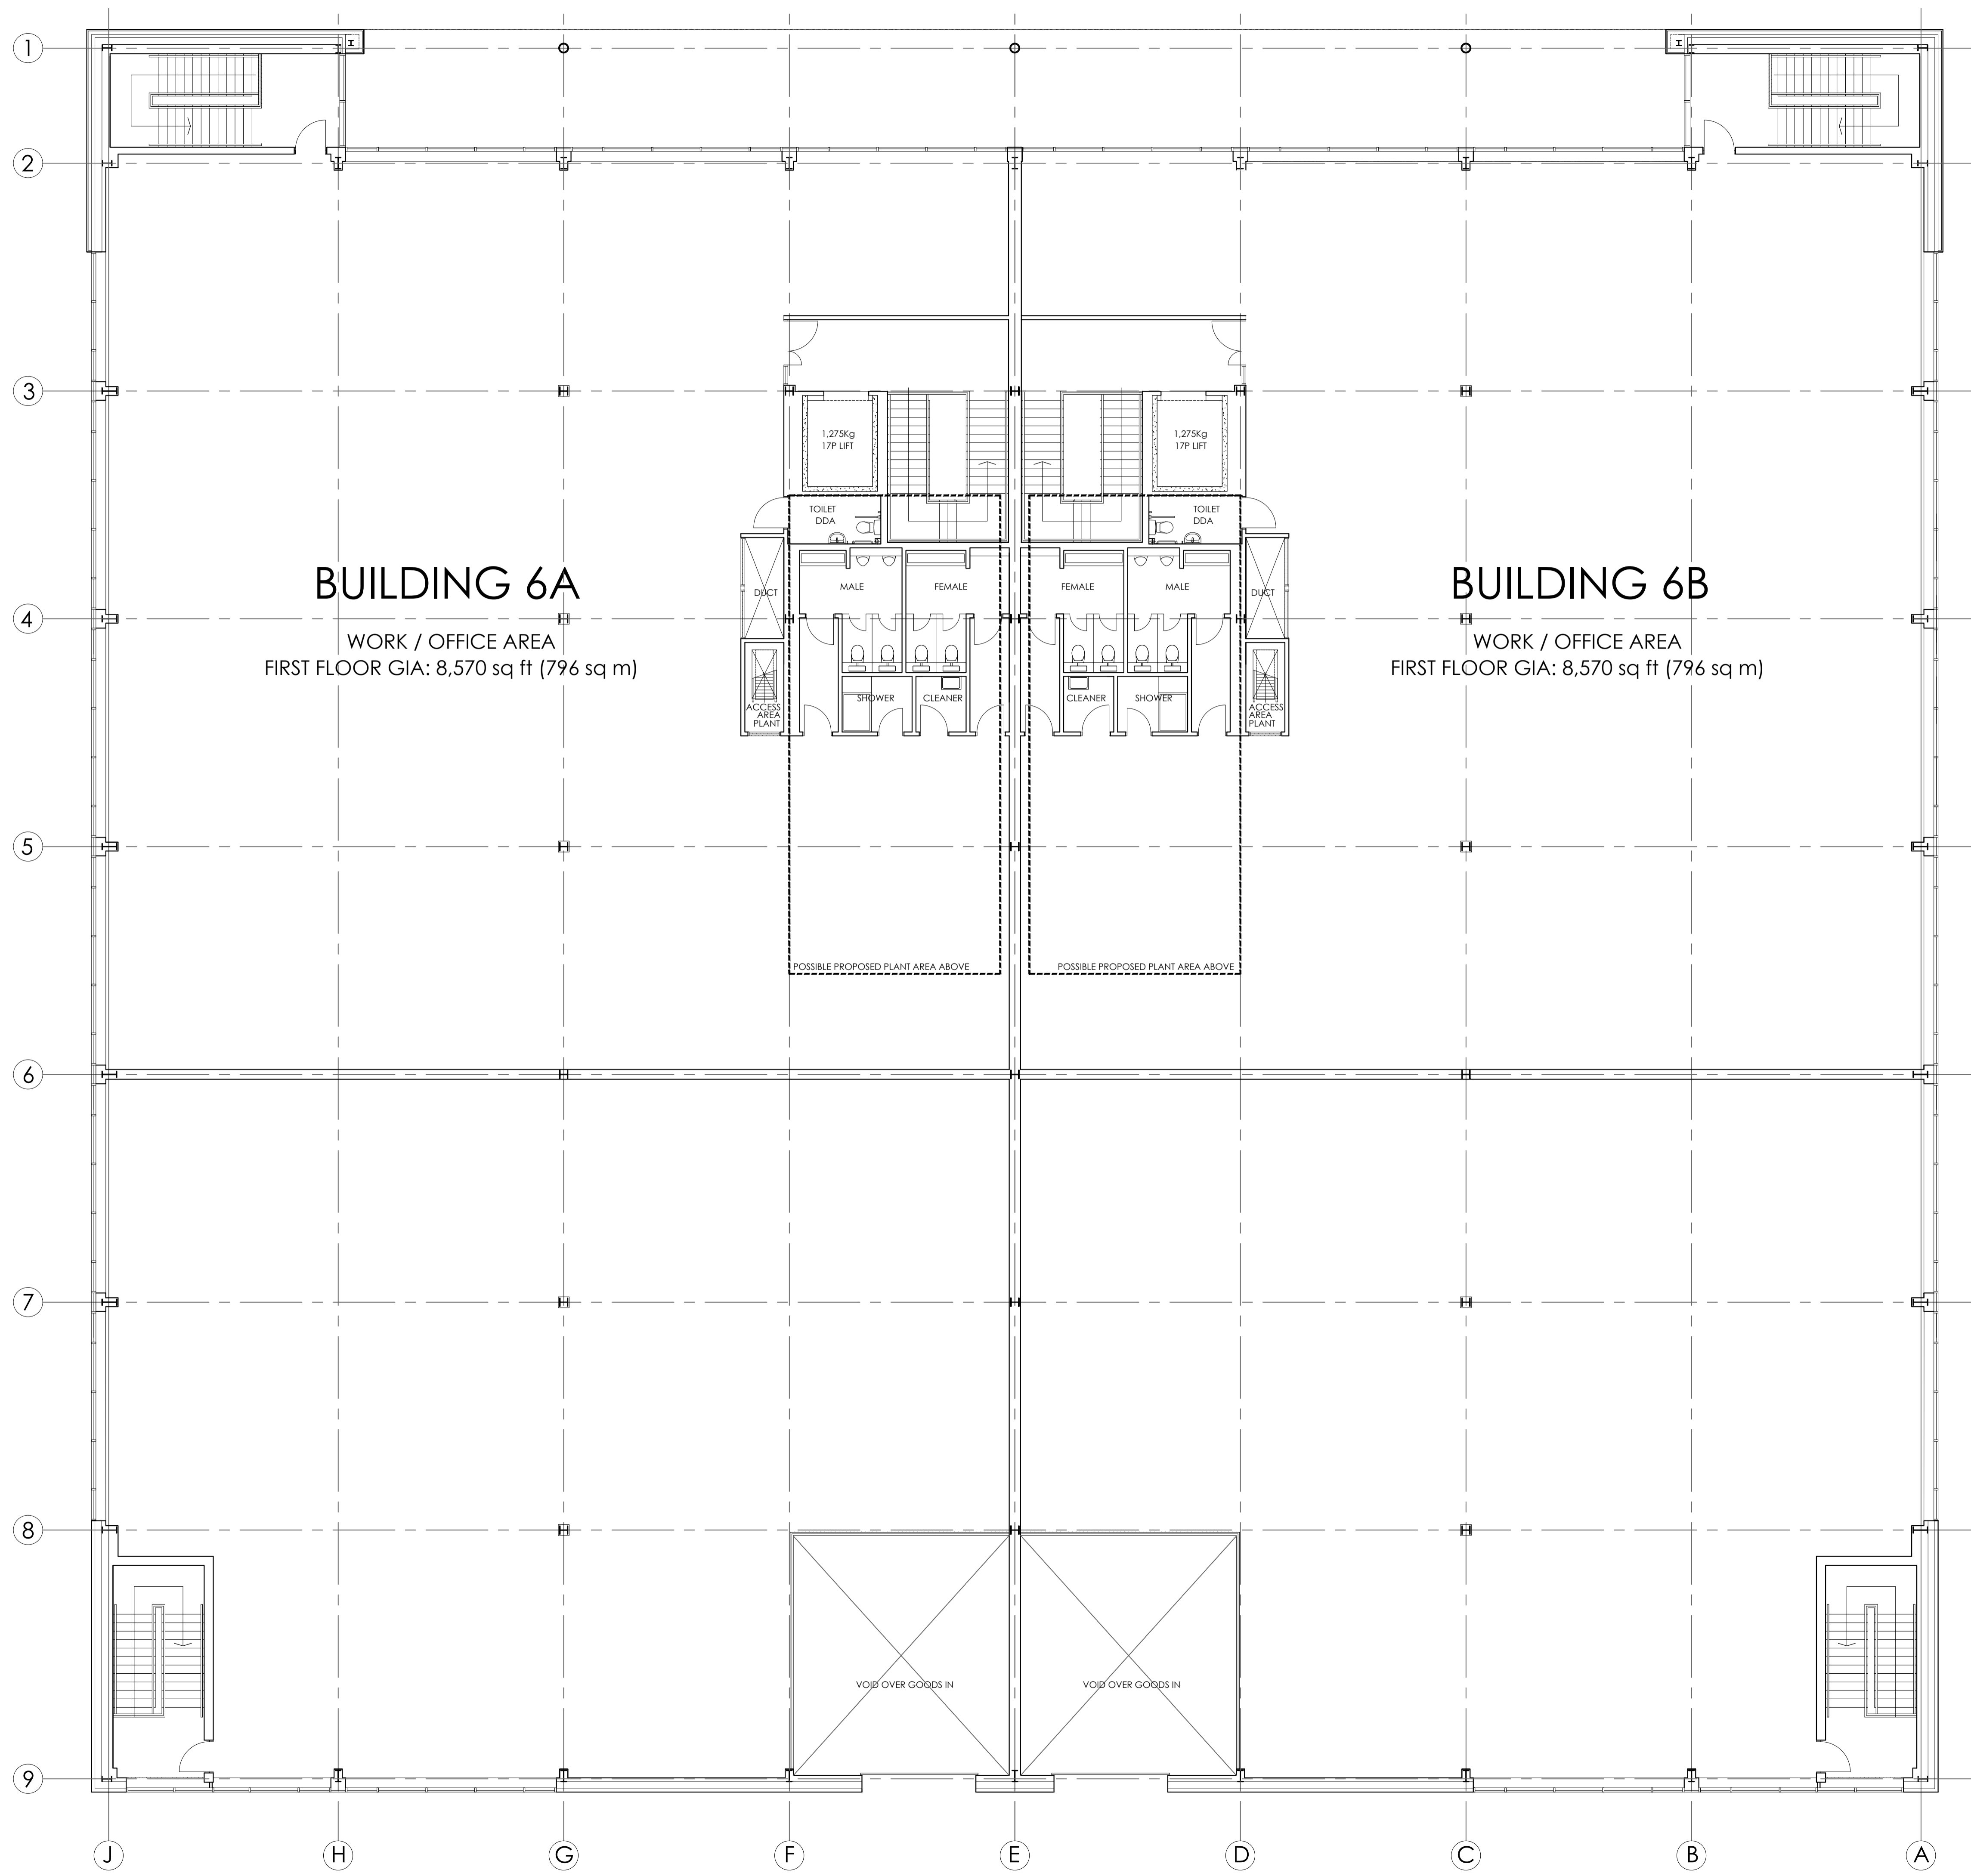 1
2
3
1,275Kg
17P LIFT
1,275Kg
17P LIFT
TOILET
DDA
TOILET
DDA
BUILDING 6A
DUCT
MALE
FEMALE
FEMALE
MALE
DUCT
BUILDING 6B
4
WORK / OFFICE AREA
FIRST FLOOR GIA: 8,570 sq ft (796 sq m)
WORK / OFFICE AREA
FIRST FLOOR GIA: 8,570 sq ft (796 sq m)
ACCESS
AREA
PLANT
SHOWER
CLEANER
CLEANER
SHOWER
ACCESS
AREA
PLANT
5
POSSIBLE PROPOSED PLANT AREA ABOVE
POSSIBLE PROPOSED PLANT AREA ABOVE
6
7
8
VOID OVER GOODS IN
VOID OVER GOODS IN
9
J H G F E D C B A